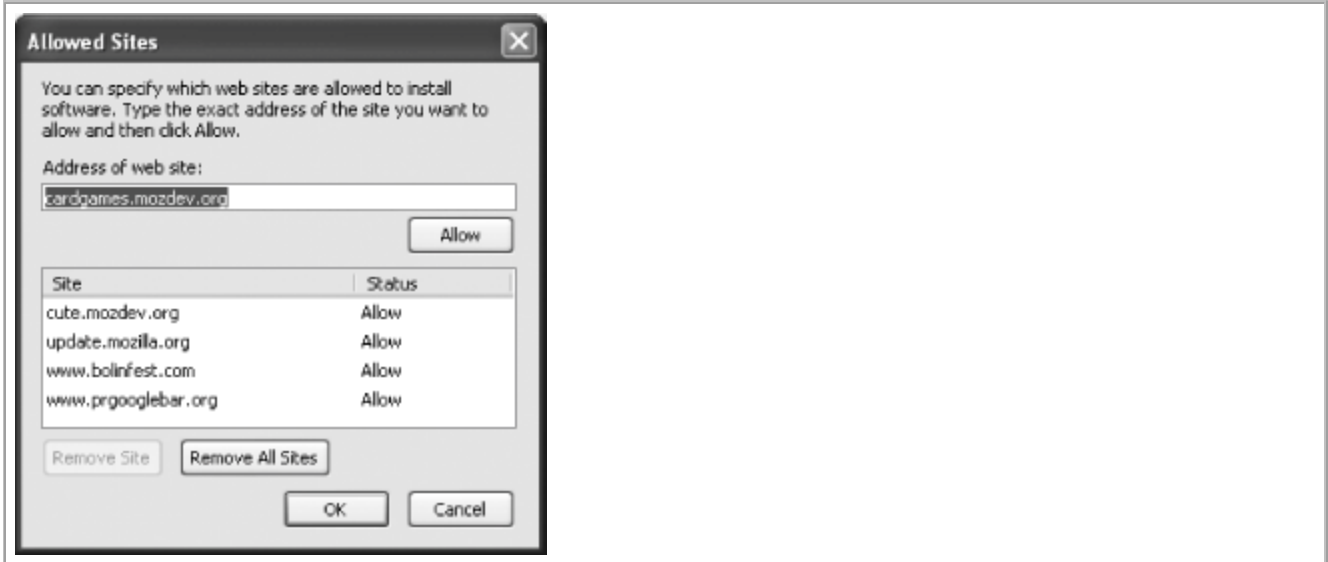 Allowed Sites
You can specify which web sites are allowed to install
software. Type the exact address of the site you want to
allow and then click Allow.
Address of web site:
cardgames.mozdev.org
Allow
Site Status
cute.mozdev.org Allow
update.mozilla.org Allow
www.bolinfest.com Allow
www.prgooglebar.org Allow
Remove Site Remove All Sites
OK Cancel